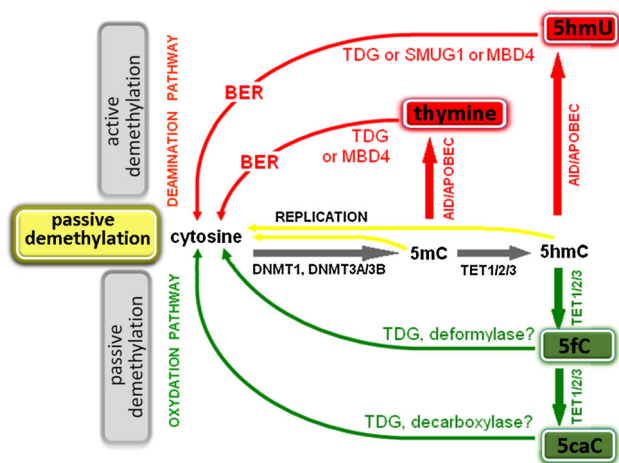 5hmU
TDG or SMUG1 or MBD4
BER
thymine
TDG
or MBD4
BER
AID/APOBEC
AID/APOBEC
active
demethylation
DEAMINATION PATHWAY
passive
demethylation
REPLICATION
cytosine
5mC
5hmC
DNMT1, DNMT3A/3B
TET1/2/3
passive
demethylation
OXYDATION PATHWAY
TET1/2/3
TDG, deformylase?
5fC
TET1/2/3
TDG, decarboxylase?
5caC